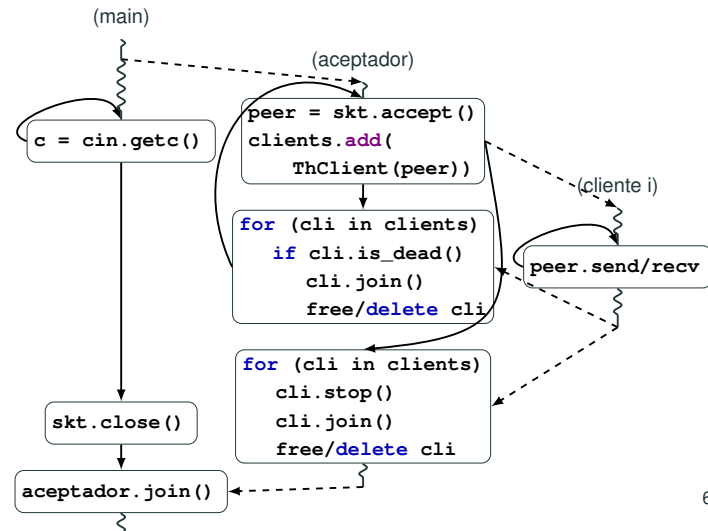 (main)
(aceptador)
peer = skt.accept()
clients.add(
ThClient(peer))
c = cin.getc()
(cliente i)
for (cli in clients)
if cli.is_dead()
cli.join()
free/delete cli
peer.send/recv
for (cli in clients)
cli.stop()
cli.join()
free/delete cli
skt.close()
aceptador.join()
6